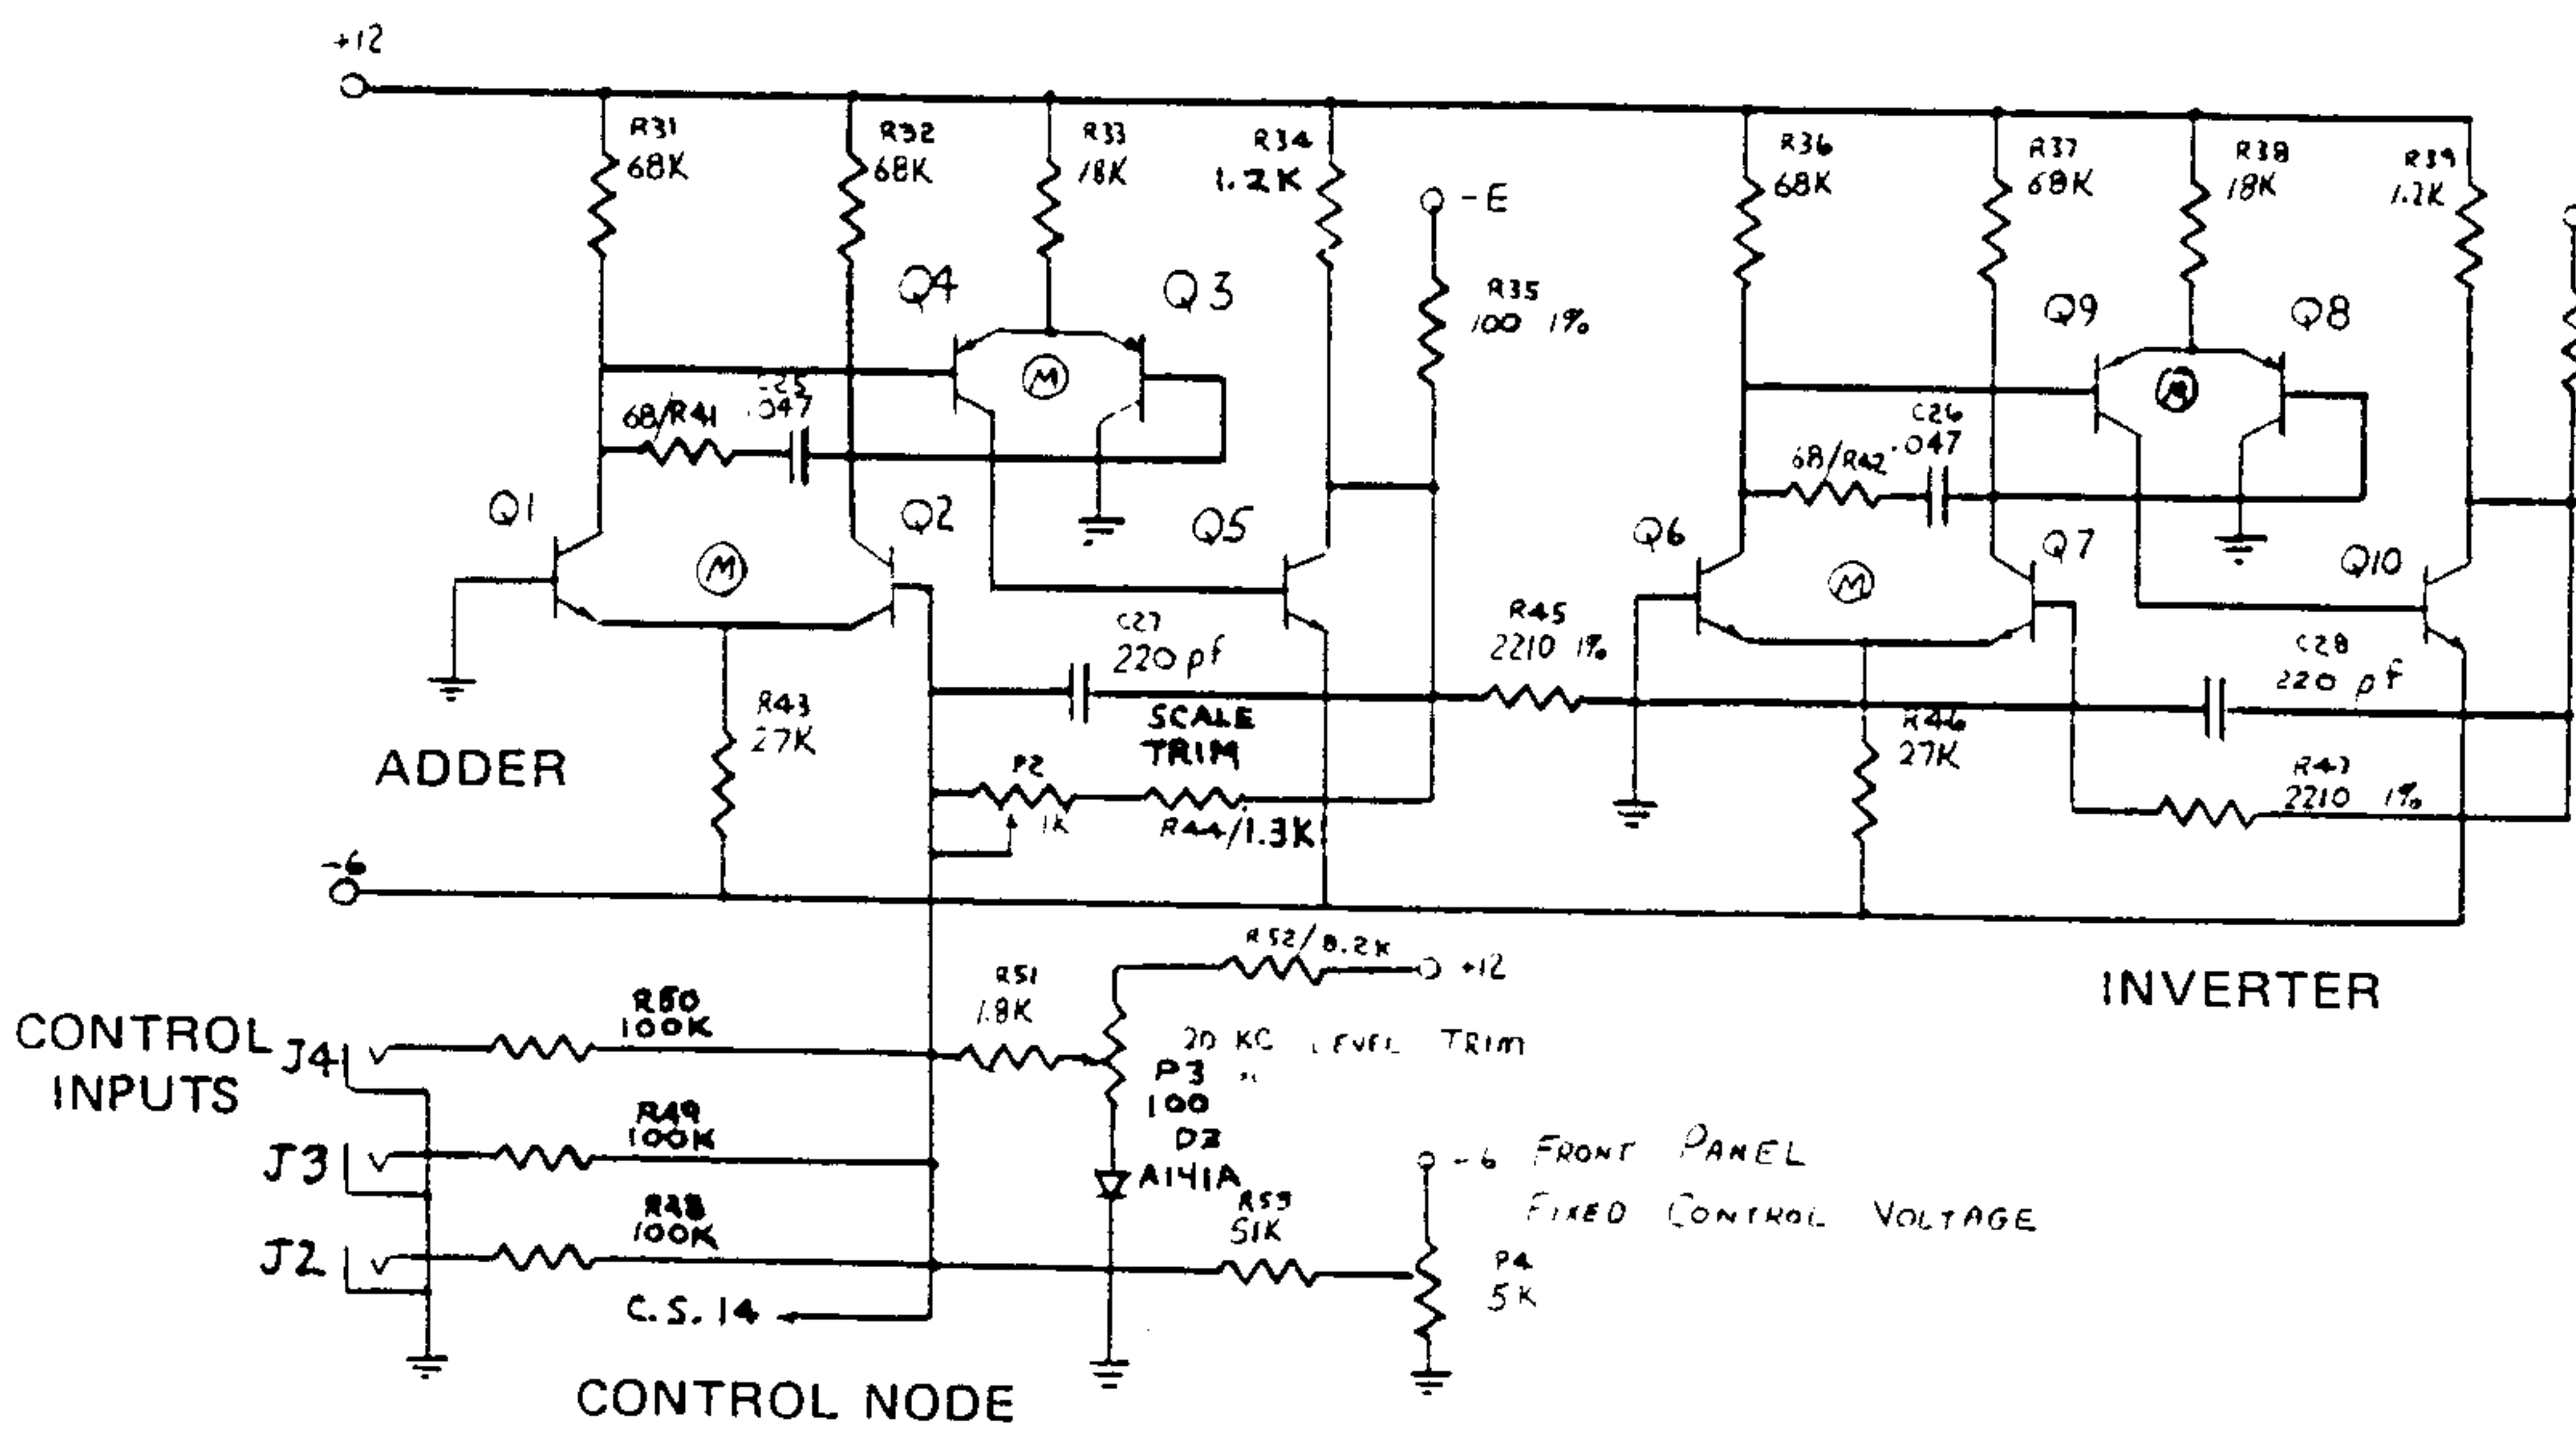 +12
R31
68K
R32
68K
R33
18K
R34
1.2K
-E
R35
100 1%
R36
68K
R37
68K
R38
18K
R39
1.2K
Q4
Q3
Q9
Q8
M
M
68/R41
C25
.047
68/R42
C26
.047
Q1
Q2
Q5
Q6
Q7
Q10
M
M
C27
220 pf
R45
2210 1%
C28
220 pf
R43
27K
SCALE
TRIM
R46
27K
ADDER
P2
1K
R44/1.3K
R47
2210 1%
-6
R52/8.2K
+12
INVERTER
CONTROL
INPUTS
J4
R50
100K
R51
1.8K
20 KC LEVEL TRIM
P3
100
J3
R49
100K
D2
A141A
-6 FRONT PANEL
FIXED CONTROL VOLTAGE
J2
R48
100K
R53
51K
P4
5K
C.S. 14
CONTROL NODE